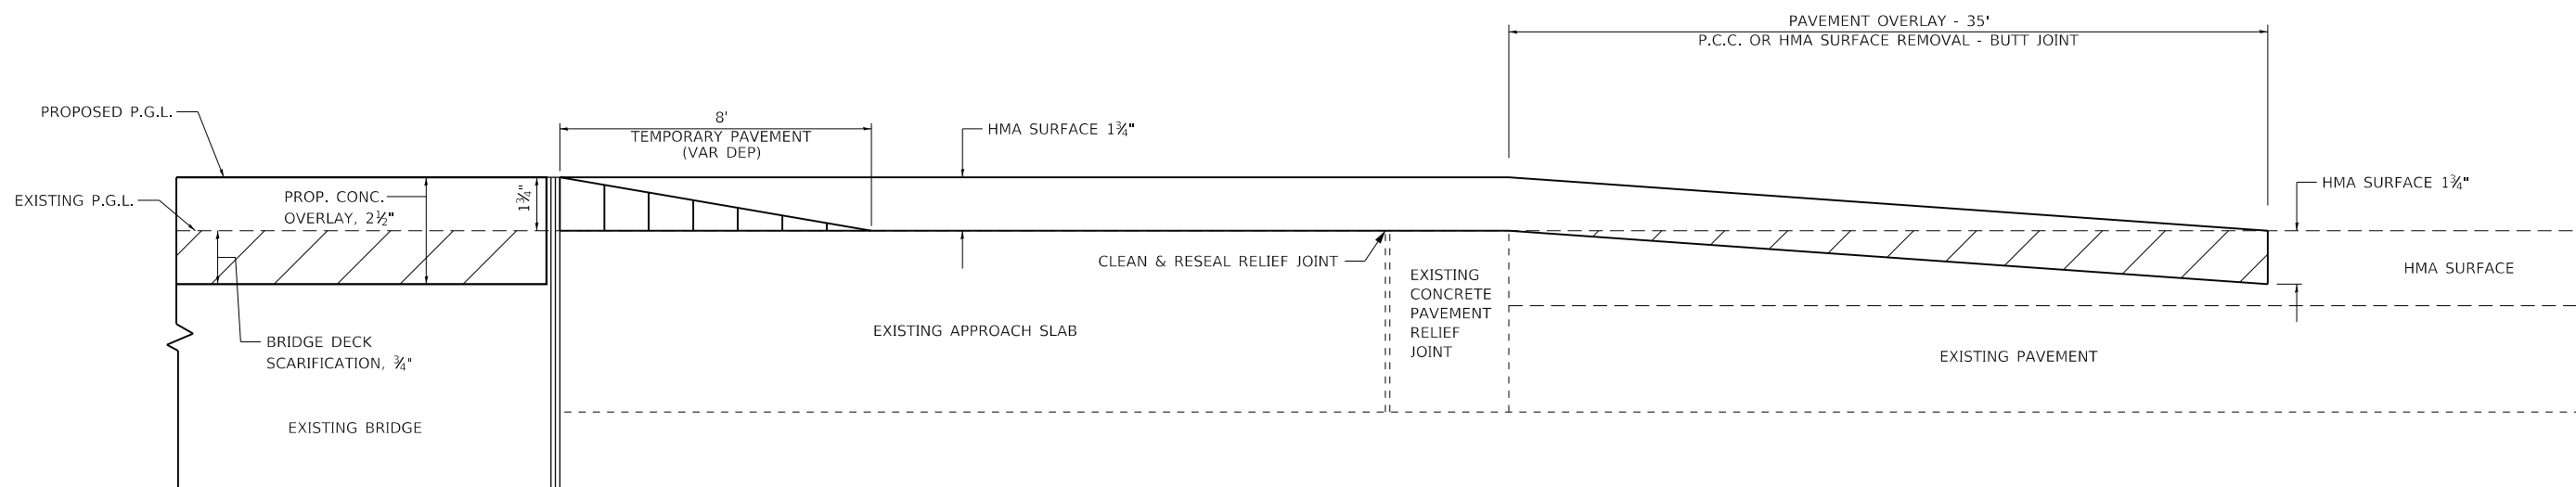 PAVEMENT OVERLAY - 35'
P.C.C. OR HMA SURFACE REMOVAL - BUTT JOINT
PROPOSED P.G.L.
8'
TEMPORARY PAVEMENT
(VAR DEP)
HMA SURFACE 1¾"
EXISTING P.G.L.
PROP. CONC.
OVERLAY, 2½"
1¾"
HMA SURFACE 1¾"
CLEAN & RESEAL RELIEF JOINT
EXISTING
CONCRETE
PAVEMENT
RELIEF
JOINT
HMA SURFACE
BRIDGE DECK
SCARIFICATION, ¾"
EXISTING APPROACH SLAB
EXISTING PAVEMENT
EXISTING BRIDGE